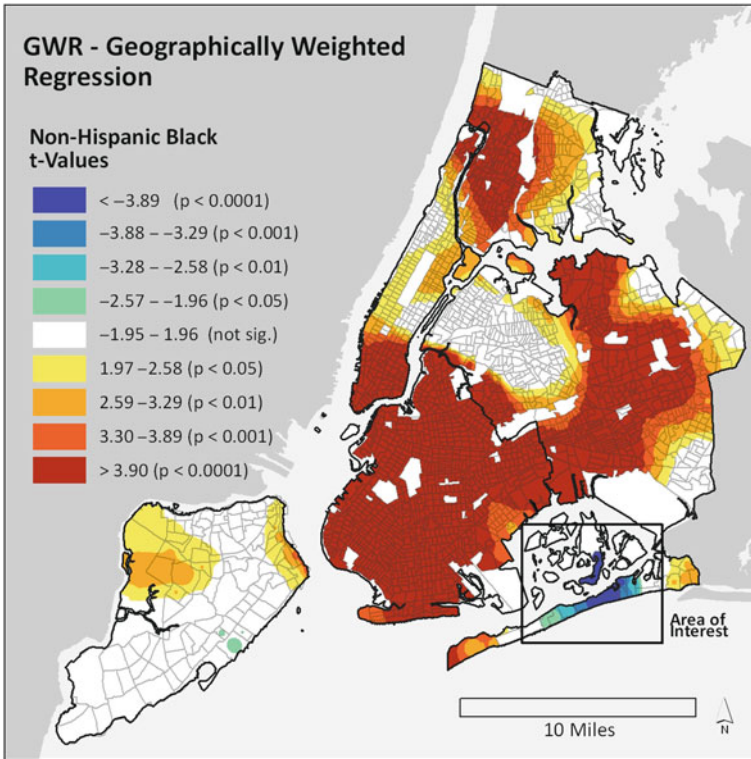 GWR - Geographically Weighted
Regression
Non-Hispanic Black
t-Values
< −3.89 (p < 0.0001)
−3.88 – −3.29 (p < 0.001)
−3.28 – −2.58 (p < 0.01)
−2.57 – −1.96 (p < 0.05)
−1.95 – 1.96 (not sig.)
1.97 –2.58 (p < 0.05)
2.59 –3.29 (p < 0.01)
3.30 –3.89 (p < 0.001)
> 3.90 (p < 0.0001)
Area of
Interest
10 Miles
N